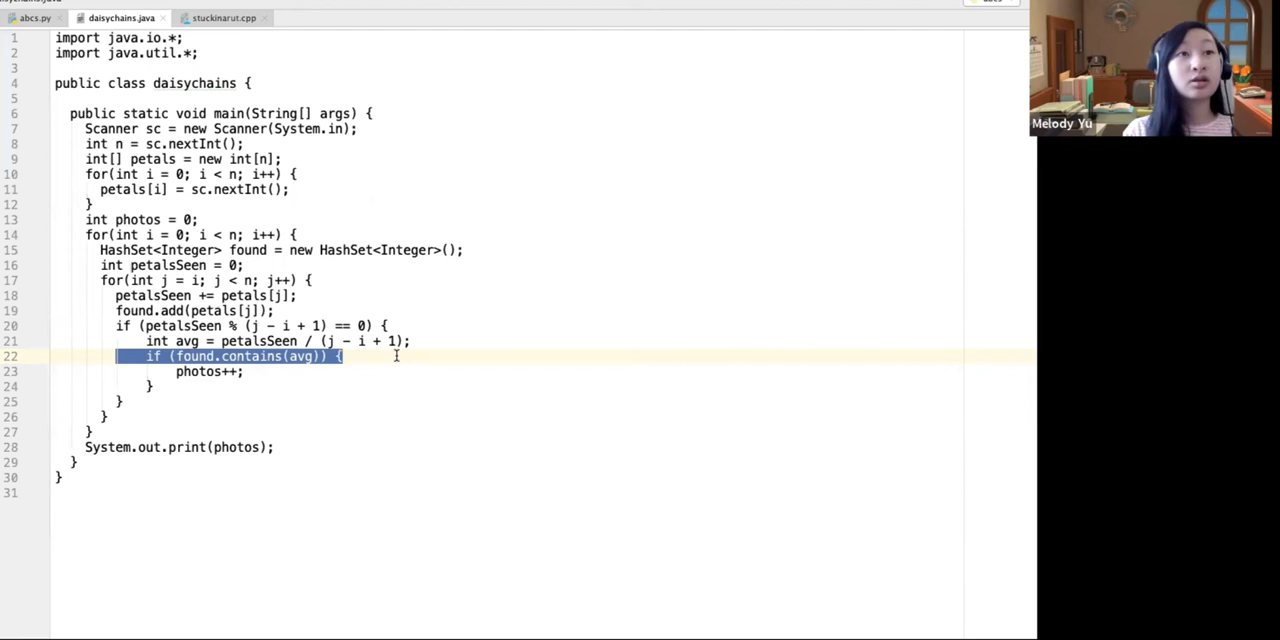 daisychains.java
abcs.py
daisychains.java
stuckinarut.cpp
abcs
1 import java.io.*;
2 import java.util.*;
3
4 public class daisychains {
5
6 public static void main(String[] args) {
7 Scanner sc = new Scanner(System.in);
8 int n = sc.nextInt();
9 int[] petals = new int[n];
10 for(int i = 0; i < n; i++) {
11 petals[i] = sc.nextInt();
12 }
13 int photos = 0;
14 for(int i = 0; i < n; i++) {
15 HashSet<Integer> found = new HashSet<Integer>();
16 int petalsSeen = 0;
17 for(int j = i; j < n; j++) {
18 petalsSeen += petals[j];
19 found.add(petals[j]);
20 if (petalsSeen % (j - i + 1) == 0) {
21 int avg = petalsSeen / (j - i + 1);
22 if (found.contains(avg)) {
23 photos++;
24 }
25 }
26 }
27 }
28 System.out.print(photos);
29 }
30 }
31
Melody Yu